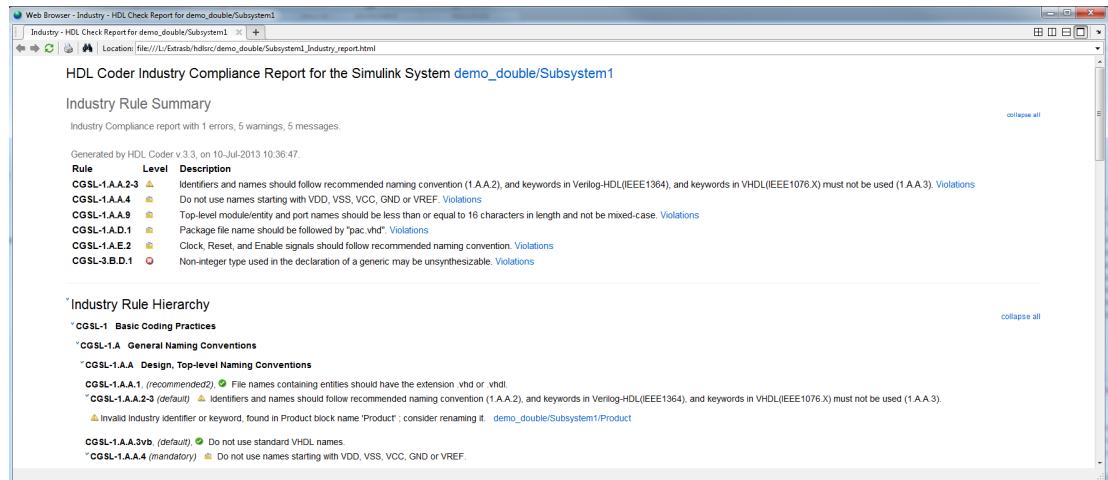 Web Browser - Industry - HDL Check Report for demo_double/Subsystem1
Industry - HDL Check Report for demo_double/Subsystem1
Location: file:///L:/Extrasb/hdlsrc/demo_double/Subsystem1_Industry_report.html
HDL Coder Industry Compliance Report for the Simulink System demo_double/Subsystem1
Industry Rule Summary
collapse all
Industry Compliance report with 1 errors, 5 warnings, 5 messages.
Generated by HDL Coder v.3.3, on 10-Jul-2013 10:36:47.
Rule Level Description
CGSL-1.A.A.2-3 Identifiers and names should follow recommended naming convention (1.A.A.2), and keywords in Verilog-HDL(IEEE1364), and keywords in VHDL(IEEE1076.X) must not be used (1.A.A.3). Violations
CGSL-1.A.A.4 Do not use names starting with VDD, VSS, VCC, GND or VREF. Violations
CGSL-1.A.A.9 Top-level module/entity and port names should be less than or equal to 16 characters in length and not be mixed-case. Violations
CGSL-1.A.D.1 Package file name should be followed by "pac.vhd". Violations
CGSL-1.A.E.2 Clock, Reset, and Enable signals should follow recommended naming convention. Violations
CGSL-3.B.D.1 Non-integer type used in the declaration of a generic may be unsynthesizable. Violations
Industry Rule Hierarchy
collapse all
CGSL-1 Basic Coding Practices
CGSL-1.A General Naming Conventions
CGSL-1.A.A Design, Top-level Naming Conventions
CGSL-1.A.A.1, (recommended2), File names containing entities should have the extension .vhd or .vhdl.
CGSL-1.A.A.2-3 (default) Identifiers and names should follow recommended naming convention (1.A.A.2), and keywords in Verilog-HDL(IEEE1364), and keywords in VHDL(IEEE1076.X) must not be used (1.A.A.3).
Invalid Industry identifier or keyword, found in Product block name 'Product' ; consider renaming it. demo_double/Subsystem1/Product
CGSL-1.A.A.3vb, (default), Do not use standard VHDL names.
CGSL-1.A.A.4 (mandatory) Do not use names starting with VDD, VSS, VCC, GND or VREF.